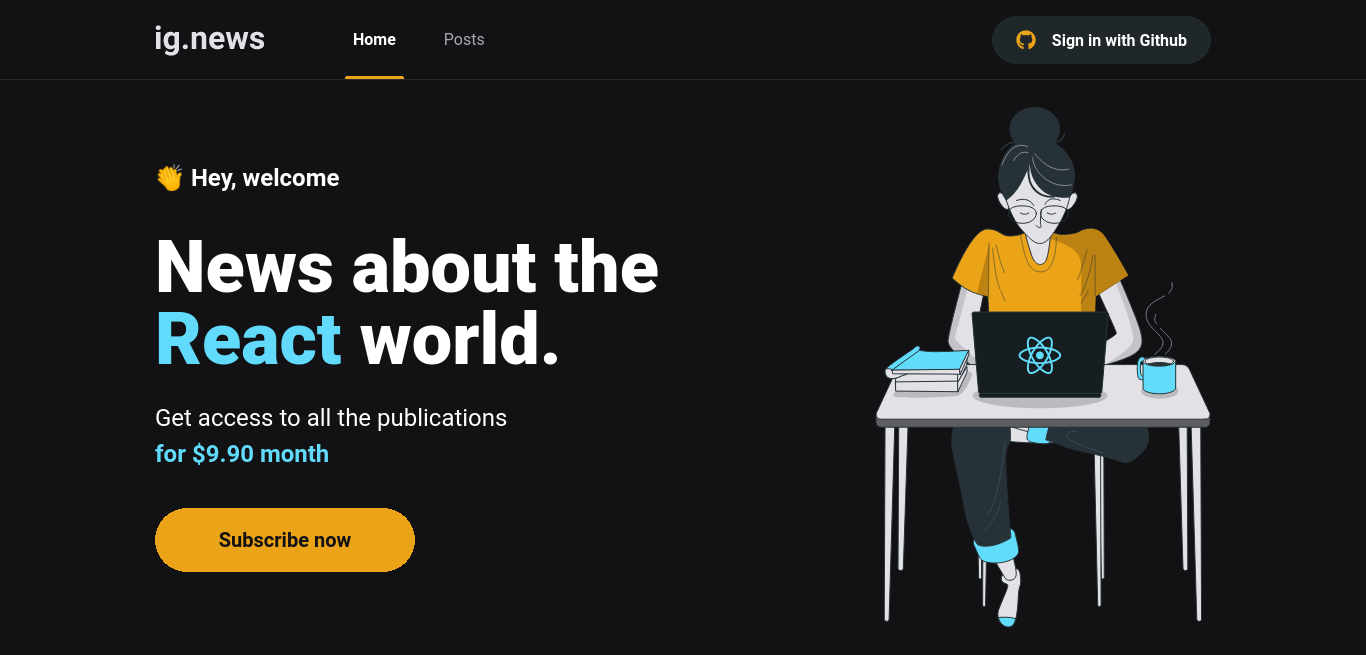 ig.news
Home
Posts
Sign in with Github
👏 Hey, welcome
News about the
React world.
Get access to all the publications
for $9.90 month
Subscribe now